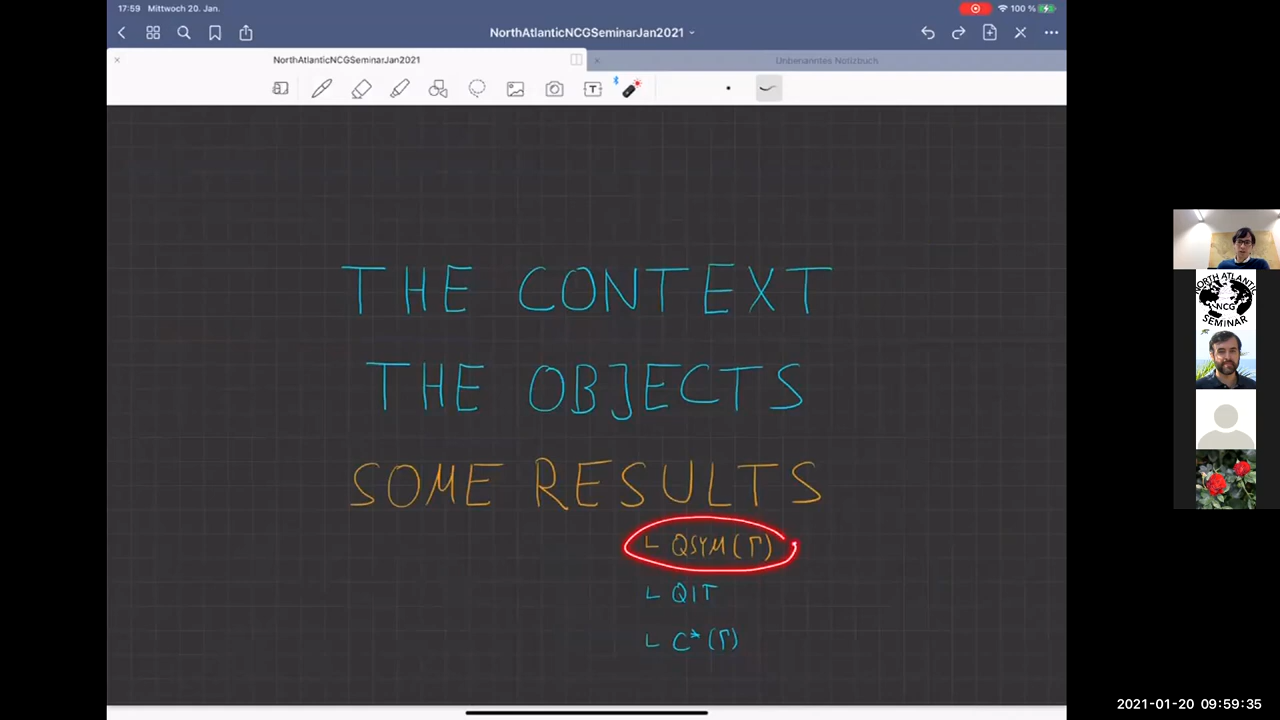 17:59 Mittwoch 20. Jan. 100 %
NorthAtlanticNCGSeminarJan2021
NorthAtlanticNCGSeminarJan2021 Unbenanntes Notizbuch
T
THE CONTEXT
THE OBJECTS
SOME RESULTS
∟ QSYM(Γ)
∟ QIT
∟ C*(Γ)
NORTH ATLANTIC
NCG
SEMINAR
2021-01-20 09:59:35